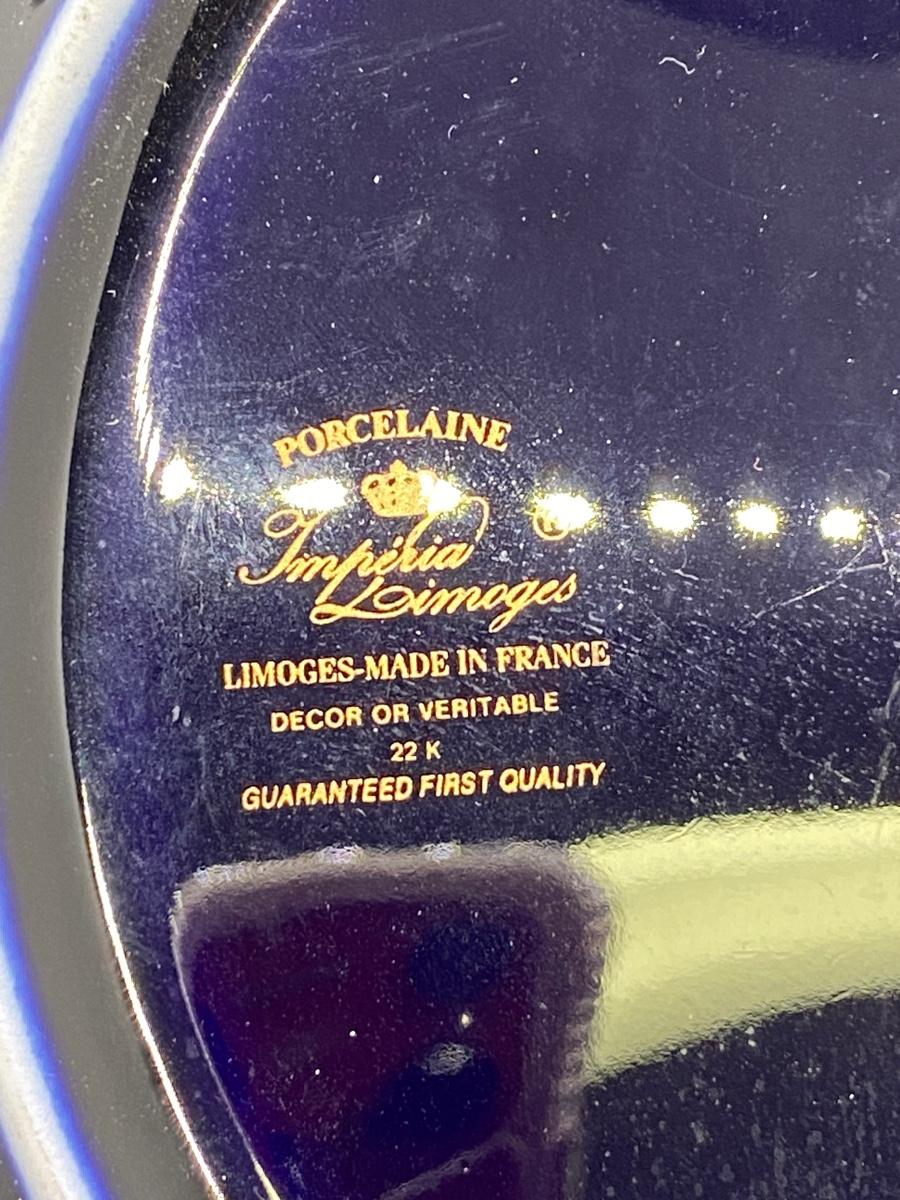 PORCELAINE
Impéria
Limoges
LIMOGES-MADE IN FRANCE
DECOR OR VERITABLE
22 K
GUARANTEED FIRST QUALITY